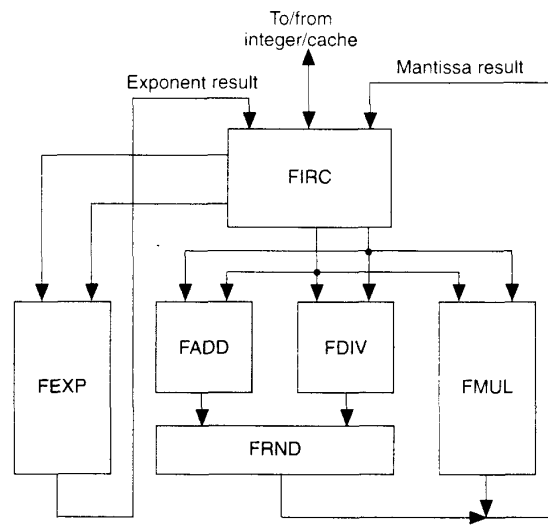 To/from
integer/cache
Exponent result
Mantissa result
FIRC
FEXP
FADD
FDIV
FMUL
FRND